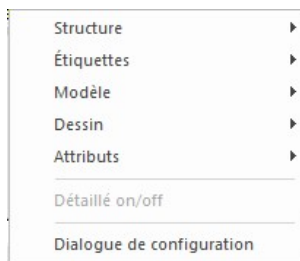 Structure
Étiquettes
Modèle
Dessin
Attributs
Détaillé on/off
Dialogue de configuration